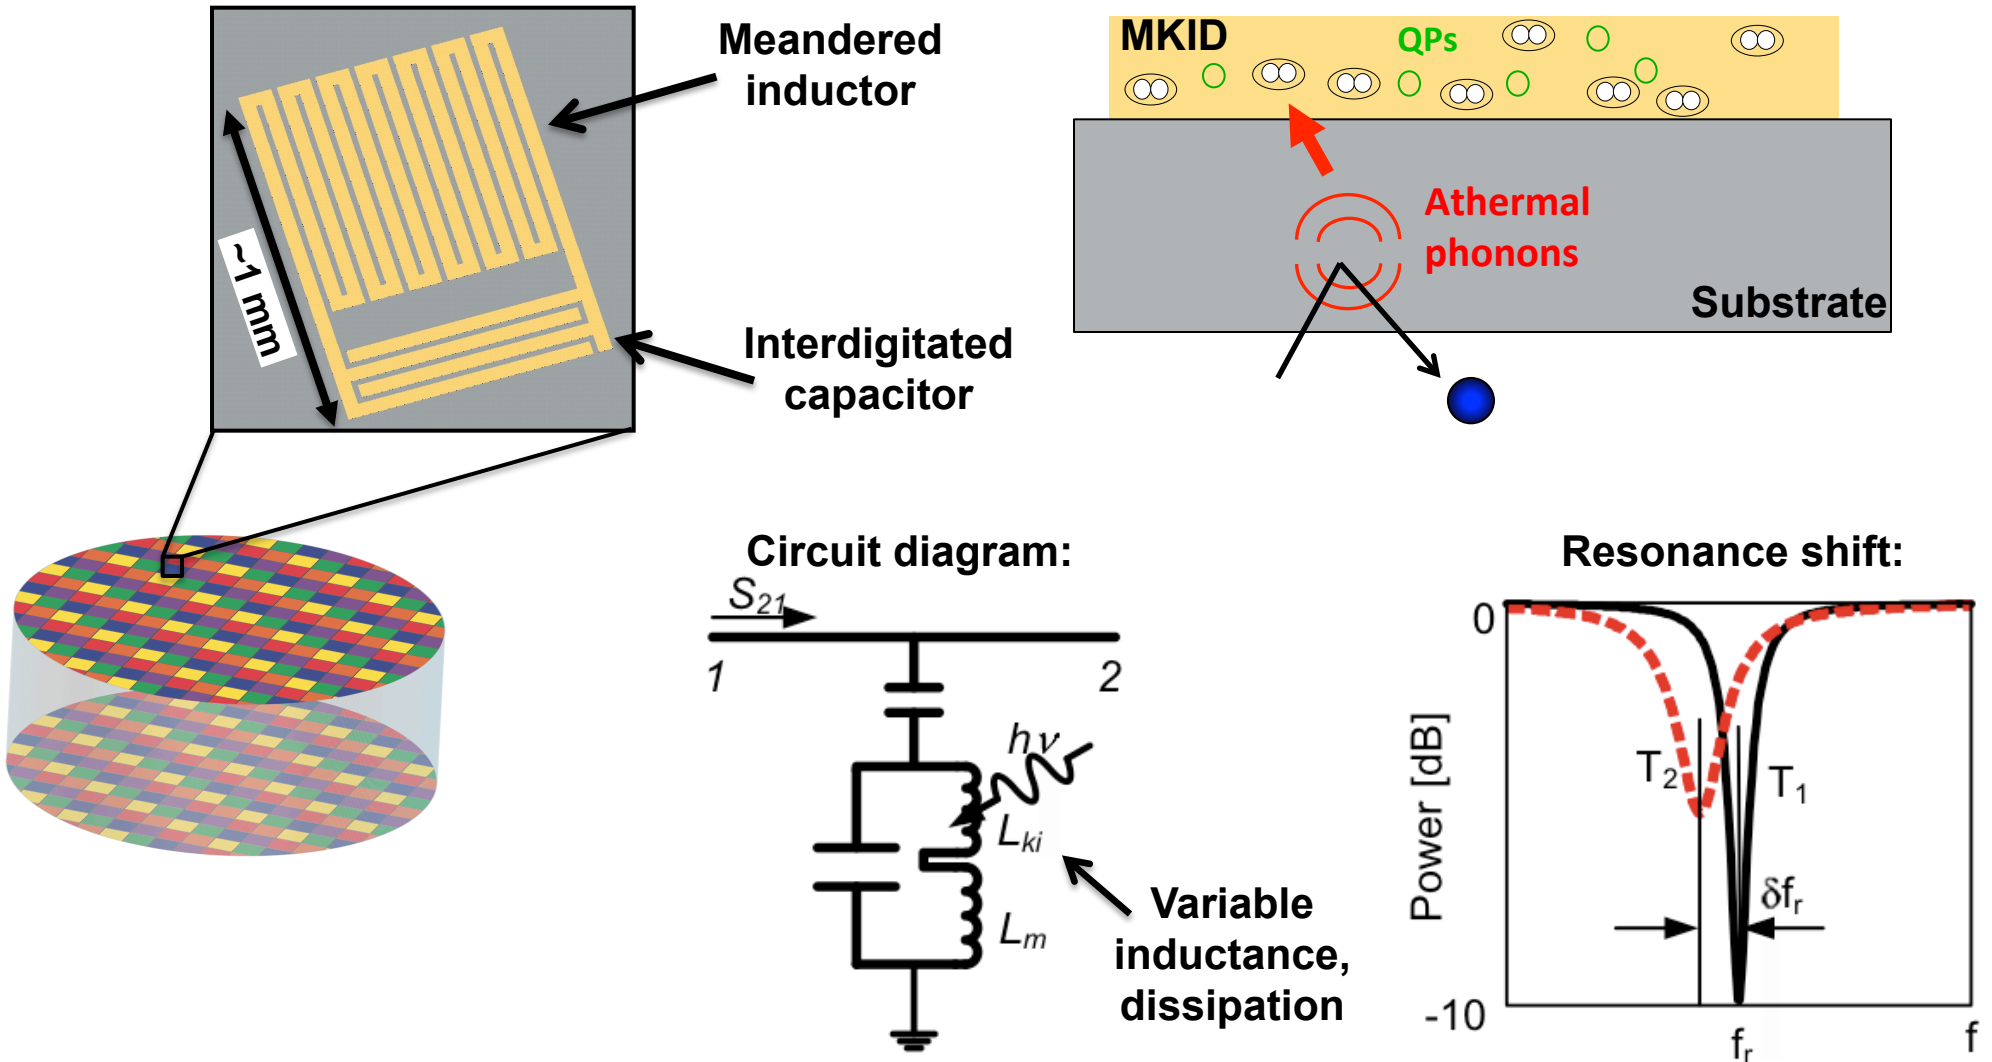 Meandered
inductor
~1 mm
Interdigitated
capacitor
MKID
QPs
Athermal
phonons
Substrate
Circuit diagram:
S21
1
2
hν
Lki
Lm
Variable
inductance,
dissipation
Resonance shift:
0
Power [dB]
T2
T1
δfr
-10
fr
f